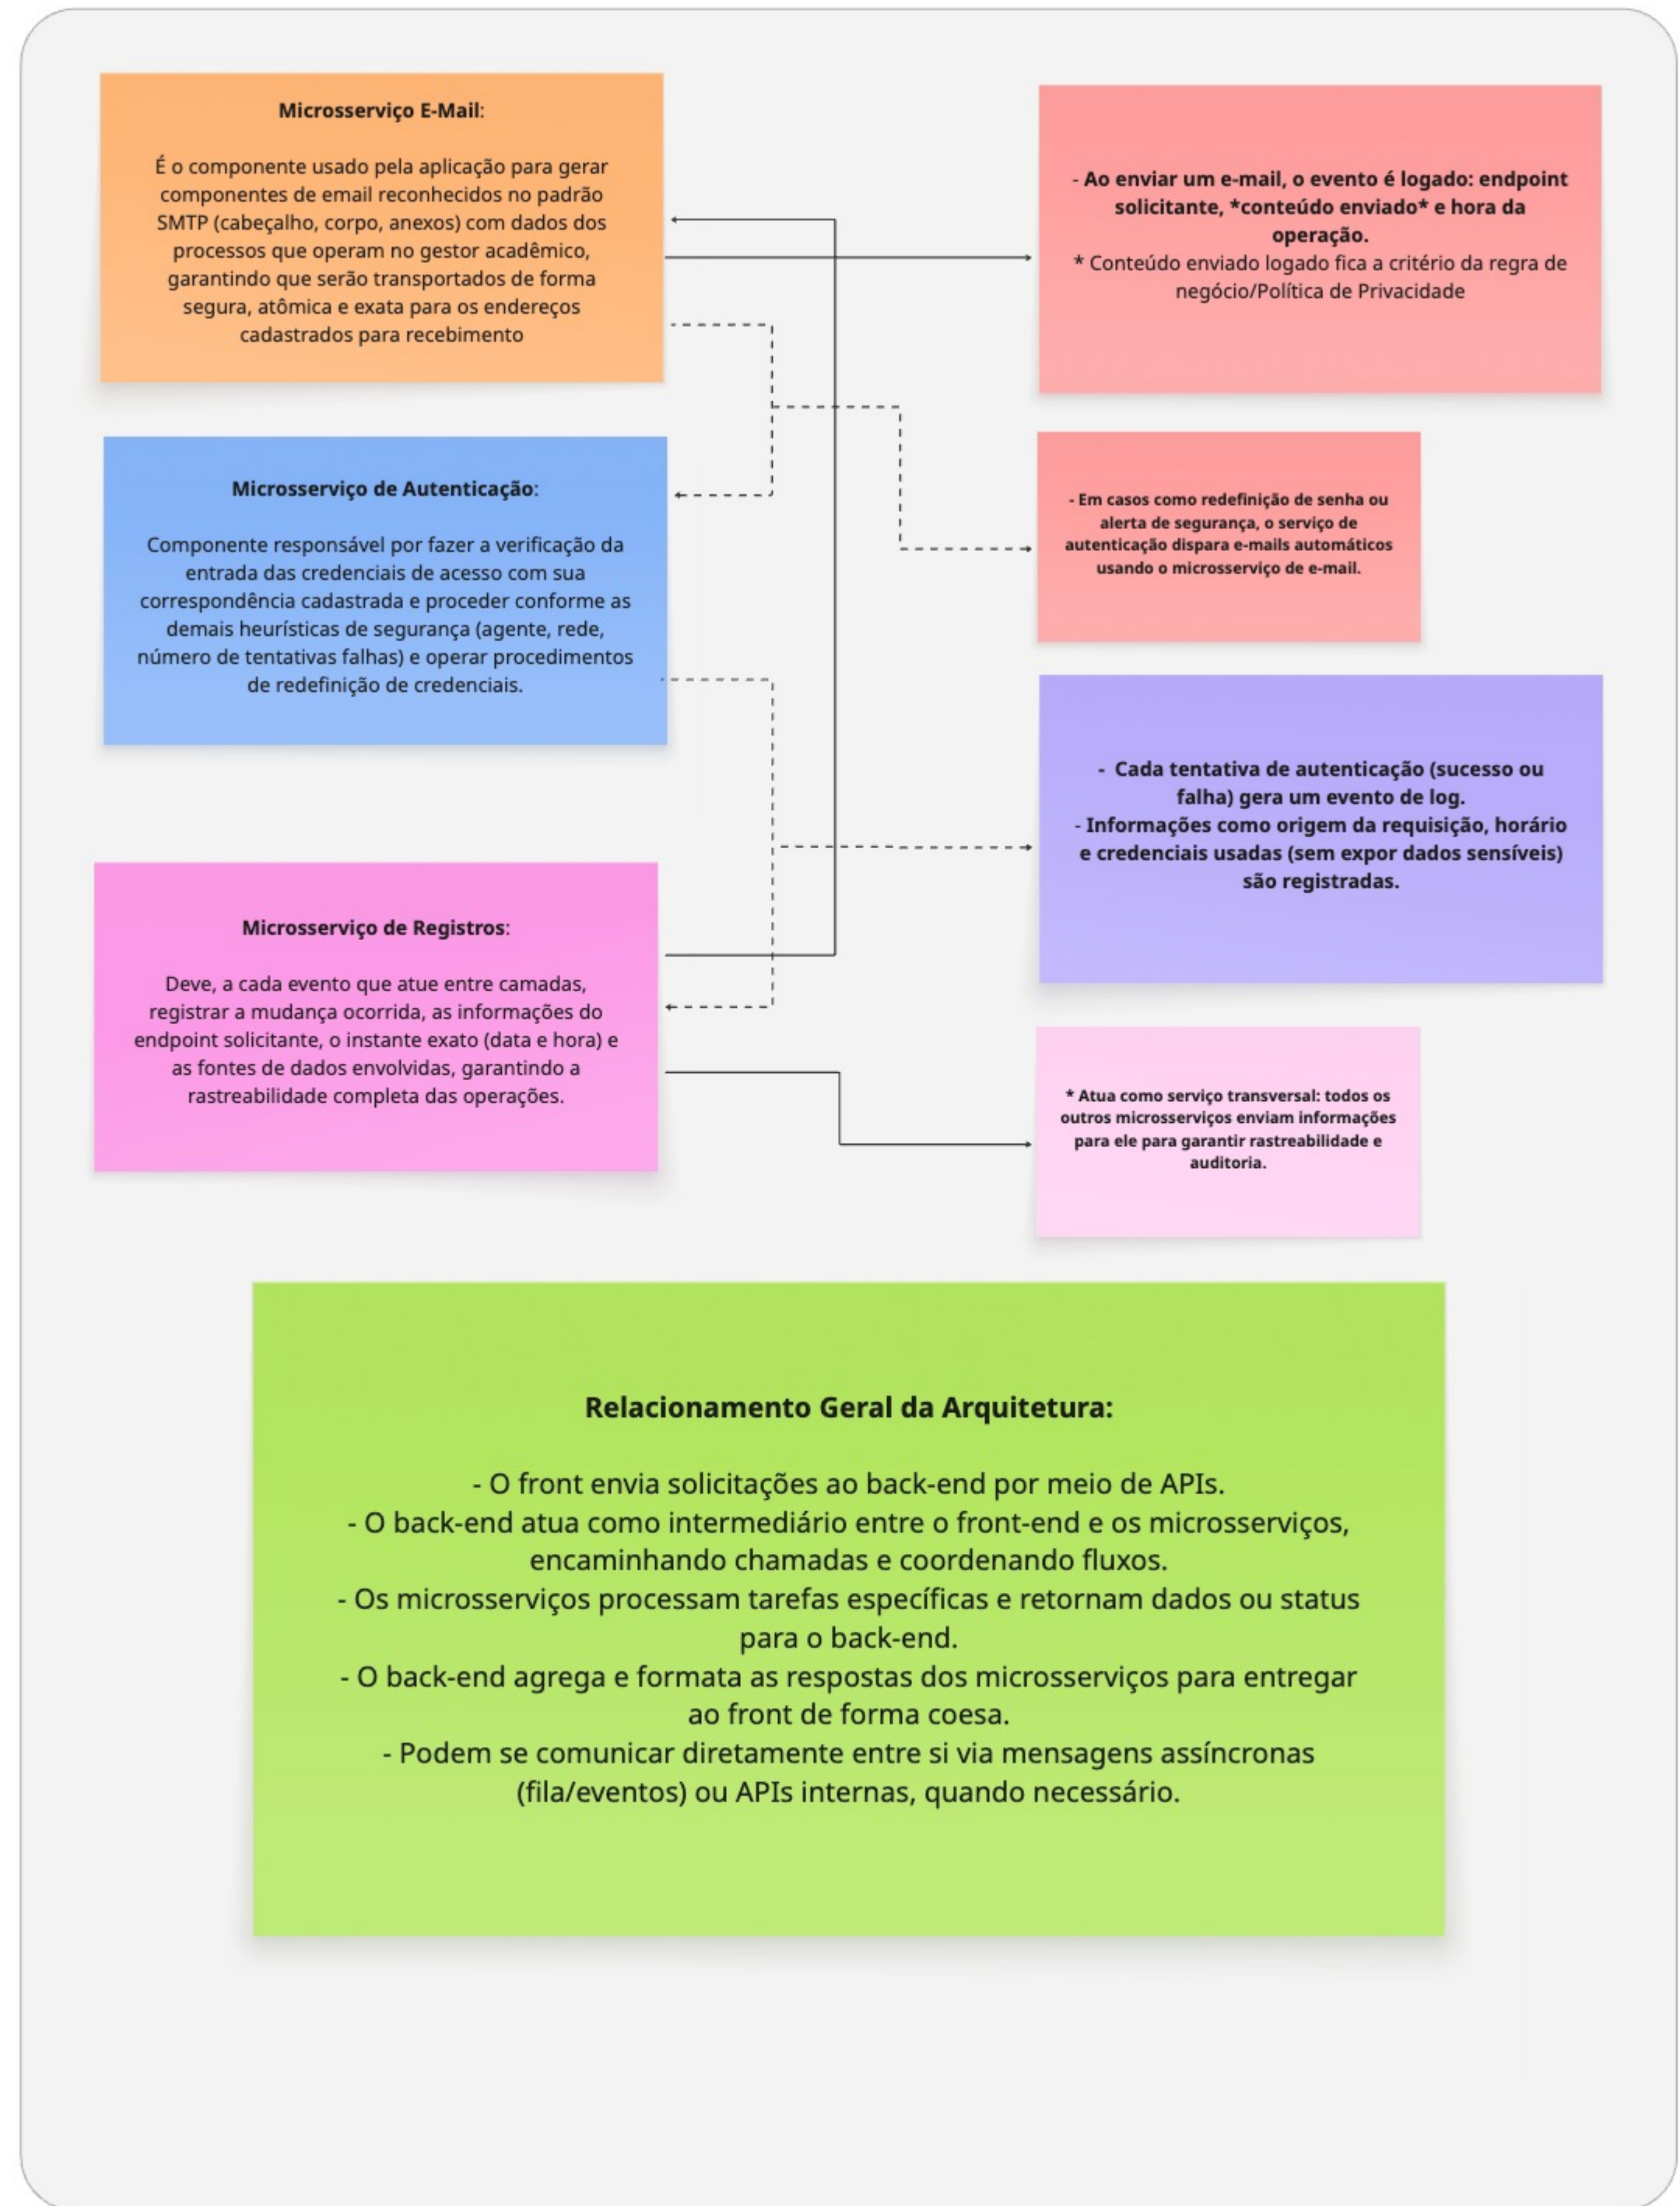 Microsserviço E-Mail:
É o componente usado pela aplicação para gerar
componentes de email reconhecidos no padrão
SMTP (cabeçalho, corpo, anexos) com dados dos
processos que operam no gestor acadêmico,
garantindo que serão transportados de forma
segura, atômica e exata para os endereços
cadastrados para recebimento
- Ao enviar um e-mail, o evento é logado: endpoint
solicitante, *conteúdo enviado* e hora da
operação.
* Conteúdo enviado logado fica a critério da regra de
negócio/Política de Privacidade
Microsserviço de Autenticação:
Componente responsável por fazer a verificação da
entrada das credenciais de acesso com sua
correspondência cadastrada e proceder conforme as
demais heurísticas de segurança (agente, rede,
número de tentativas falhas) e operar procedimentos
de redefinição de credenciais.
- Em casos como redefinição de senha ou
alerta de segurança, o serviço de
autenticação dispara e-mails automáticos
usando o microsserviço de e-mail.
- Cada tentativa de autenticação (sucesso ou
falha) gera um evento de log.
- Informações como origem da requisição, horário
e credenciais usadas (sem expor dados sensíveis)
são registradas.
Microsserviço de Registros:
Deve, a cada evento que atue entre camadas,
registrar a mudança ocorrida, as informações do
endpoint solicitante, o instante exato (data e hora) e
as fontes de dados envolvidas, garantindo a
rastreabilidade completa das operações.
* Atua como serviço transversal: todos os
outros microsserviços enviam informações
para ele para garantir rastreabilidade e
auditoria.
Relacionamento Geral da Arquitetura:
- O front envia solicitações ao back-end por meio de APIs.
- O back-end atua como intermediário entre o front-end e os microsserviços,
encaminhando chamadas e coordenando fluxos.
- Os microsserviços processam tarefas específicas e retornam dados ou status
para o back-end.
- O back-end agrega e formata as respostas dos microsserviços para entregar
ao front de forma coesa.
- Podem se comunicar diretamente entre si via mensagens assíncronas
(fila/eventos) ou APIs internas, quando necessário.